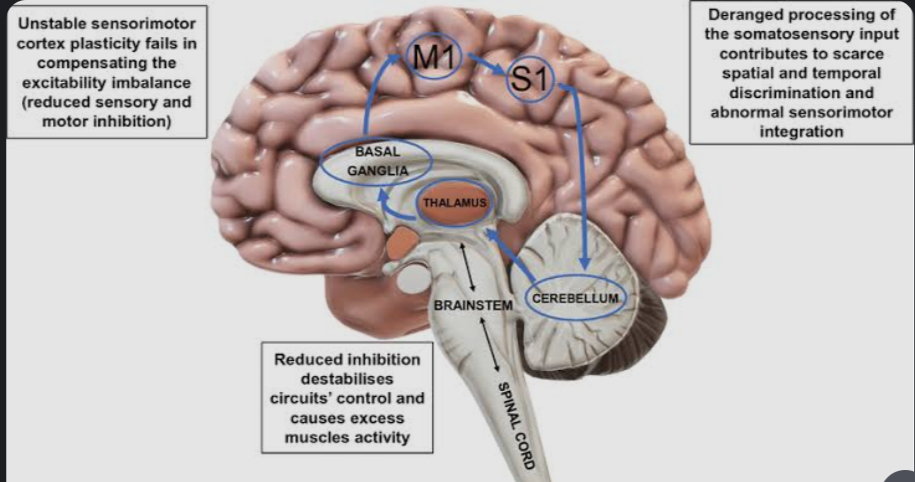 Unstable sensorimotor
cortex plasticity fails in
compensating the
excitability imbalance
(reduced sensory and
motor inhibition)
Deranged processing of
the somatosensory input
contributes to scarce
spatial and temporal
discrimination and
abnormal sensorimotor
integration
M1
S1
BASAL
GANGLIA
THALAMUS
BRAINSTEM
CEREBELLUM
Reduced inhibition
destabilises
circuits' control and
causes excess
muscles activity
SPINAL CORD